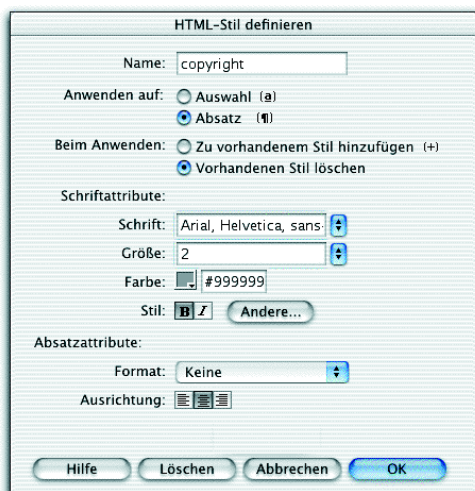 HTML-Stil definieren
Name: copyright
Anwenden auf: Auswahl (a)
Absatz (¶)
Beim Anwenden: Zu vorhandenem Stil hinzufügen (+)
Vorhandenen Stil löschen
Schriftattribute:
Schrift: Arial, Helvetica, sans-
Größe: 2
Farbe: #999999
Stil: B I Andere...
Absatzattribute:
Format: Keine
Ausrichtung:
Hilfe Löschen Abbrechen OK